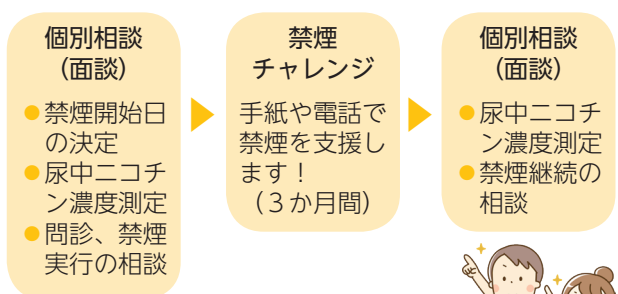 個別相談
（面談）
●禁煙開始日
の決定
●尿中ニコチ
ン濃度測定
●問診、禁煙
実行の相談
禁煙
チャレンジ
手紙や電話で
禁煙を支援し
ます！
（３か月間）
個別相談
（面談）
●尿中ニコチ
ン濃度測定
●禁煙継続の
相談